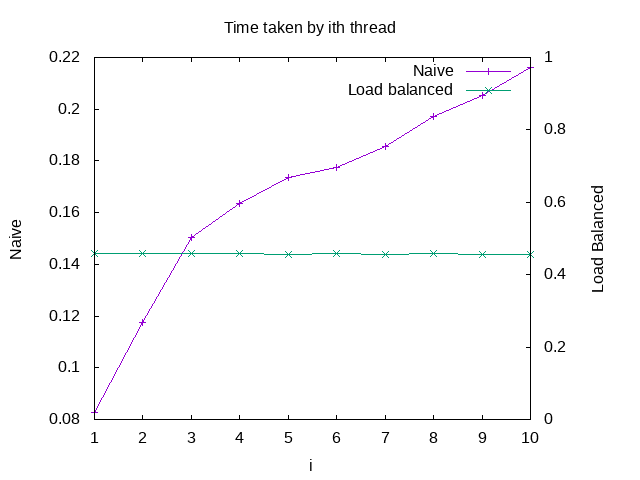 Time taken by ith thread
0.22
0.2
0.18
0.16
0.14
0.12
0.1
0.08
Naive
1
0.8
0.6
0.4
0.2
0
Load Balanced
Naive
Load balanced
1 2 3 4 5 6 7 8 9 10
i